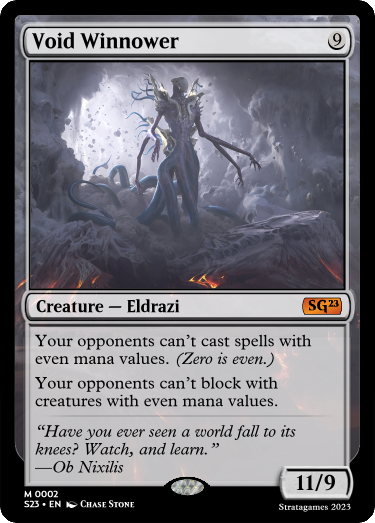 Void Winnower 9
Creature — Eldrazi SG23
Your opponents can't cast spells with
even mana values. (Zero is even.)
Your opponents can't block with
creatures with even mana values.
"Have you ever seen a world fall to its
knees? Watch, and learn."
—Ob Nixilis
11/9
M 0002
S23 • EN CHASE STONE
Stratagames 2023